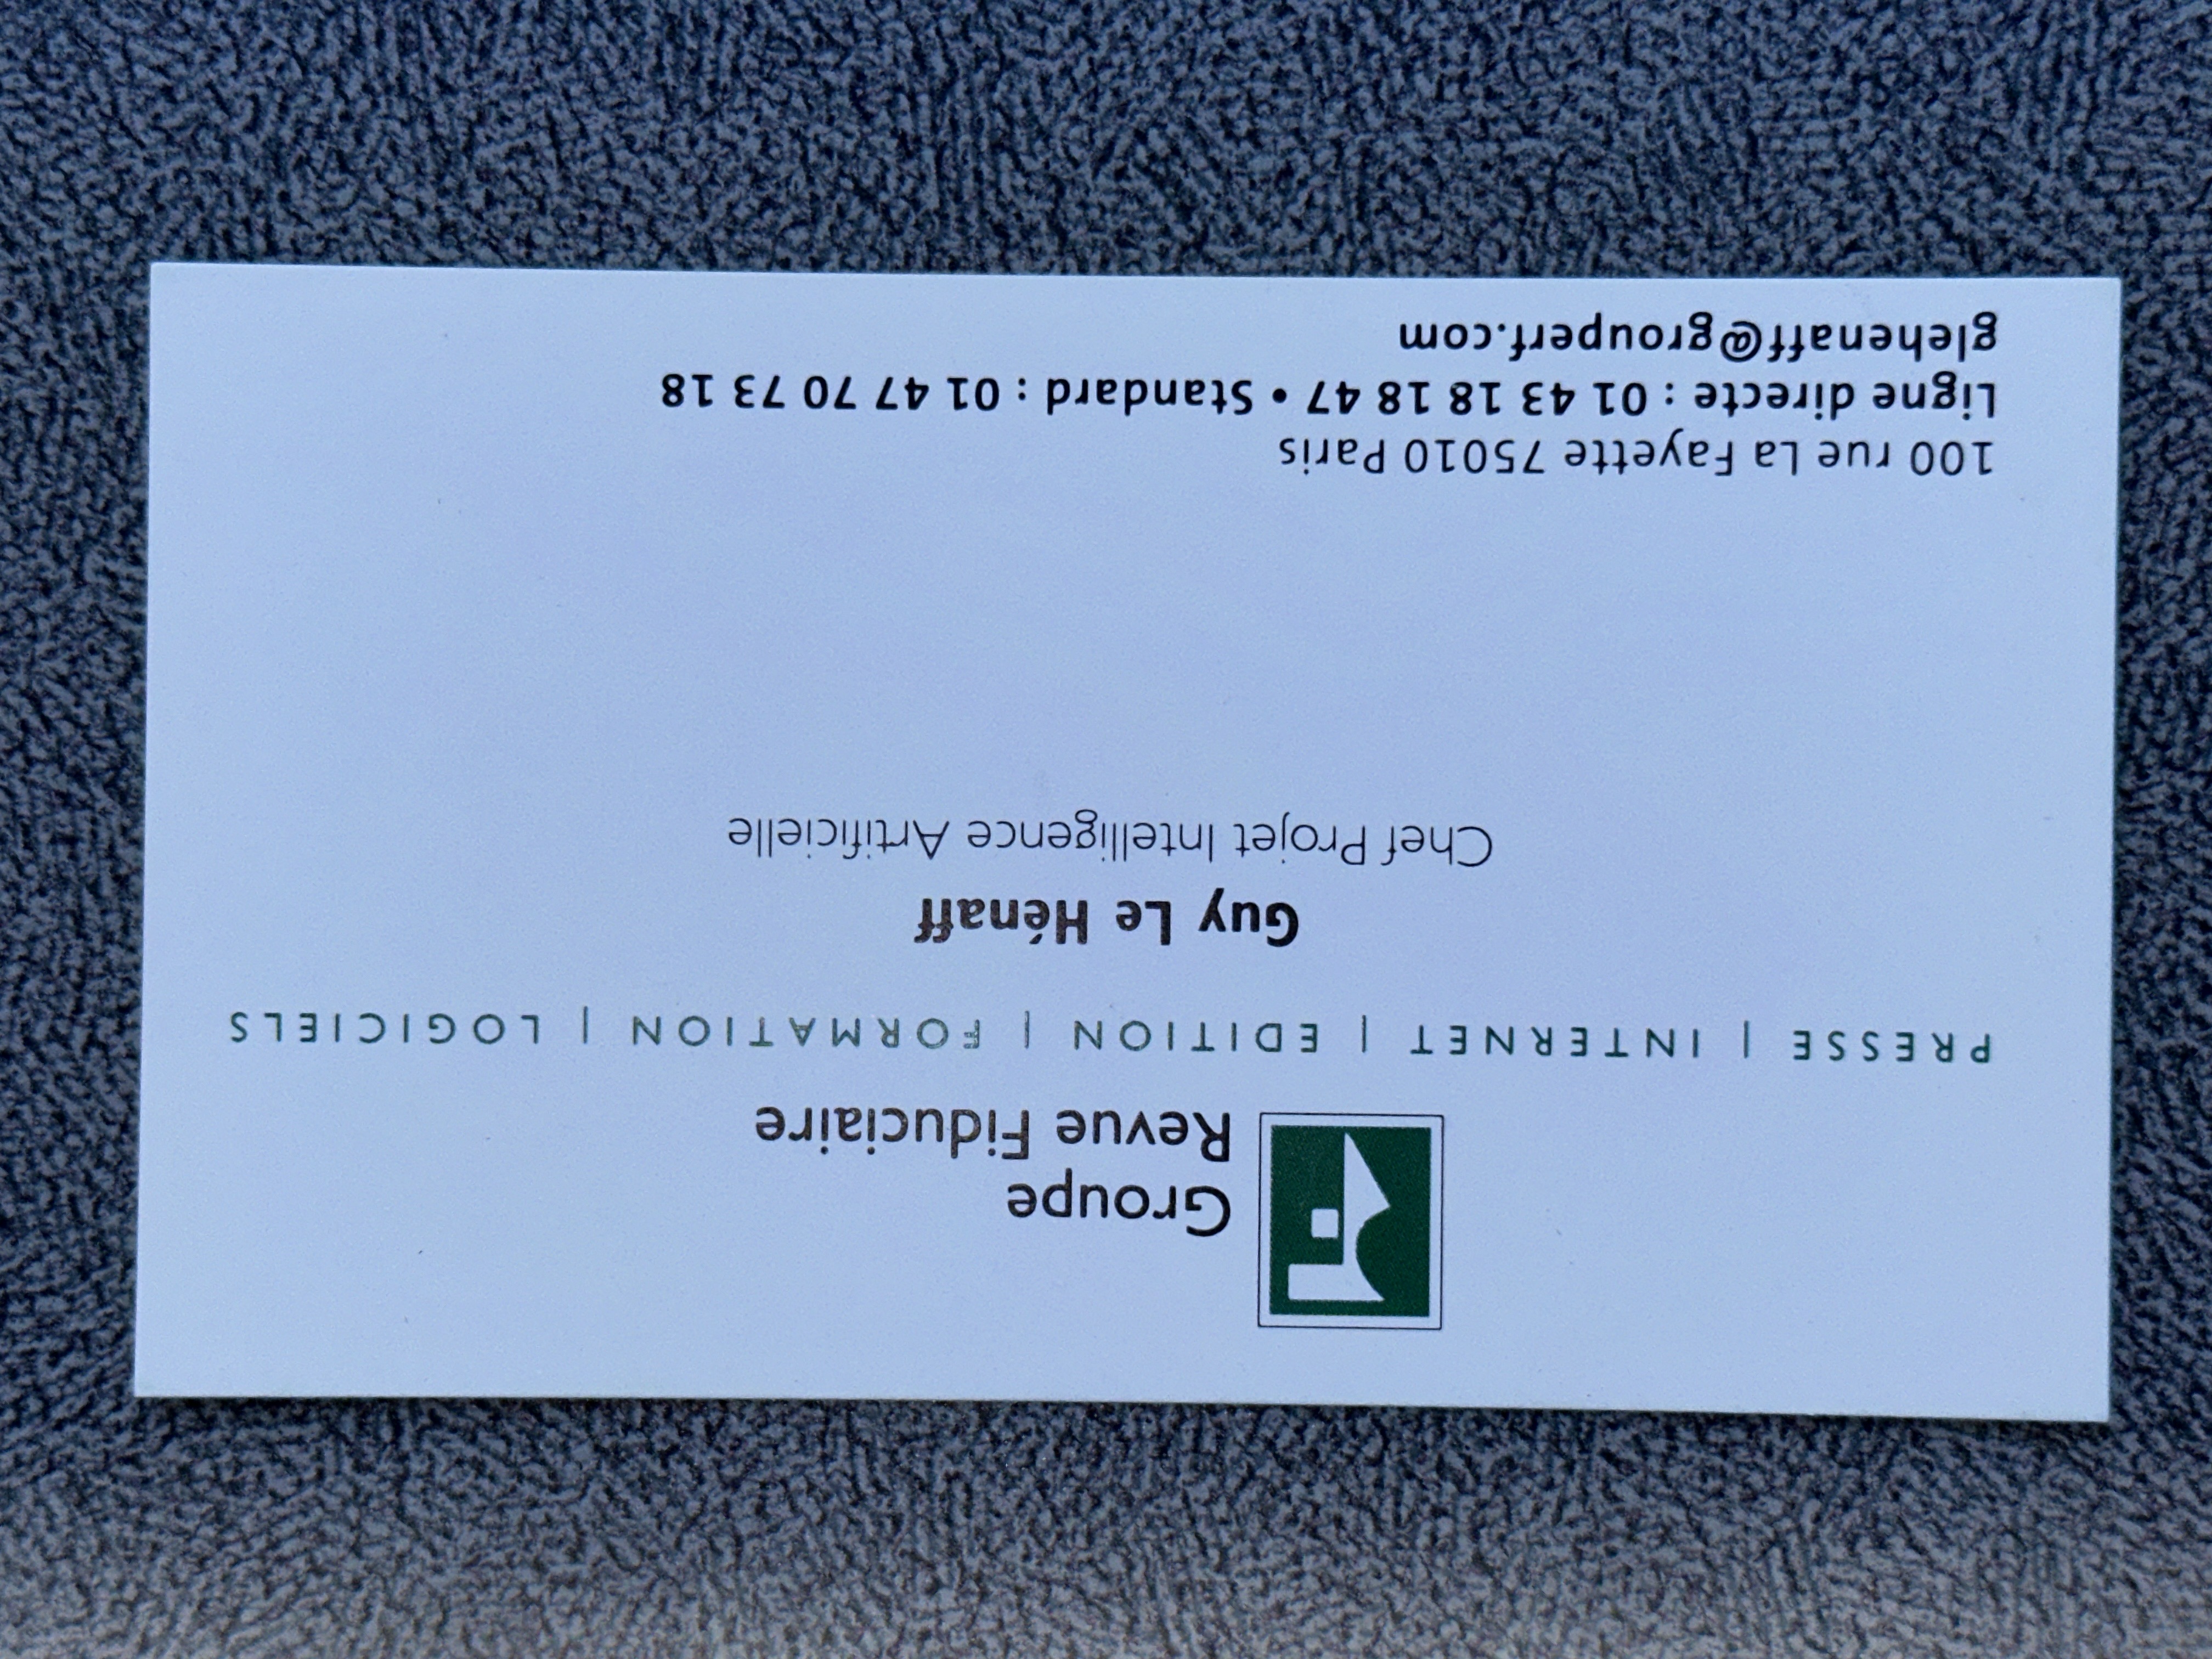 Groupe
Revue Fiduciaire
PRESSE | INTERNET | EDITION | FORMATION | LOGICIELS
Guy Le Hénaff
Chef Projet Intelligence Artificielle
100 rue La Fayette 75010 Paris
Ligne directe : 01 43 18 18 47 • Standard : 01 47 70 73 18
glehenaff@grouperf.com